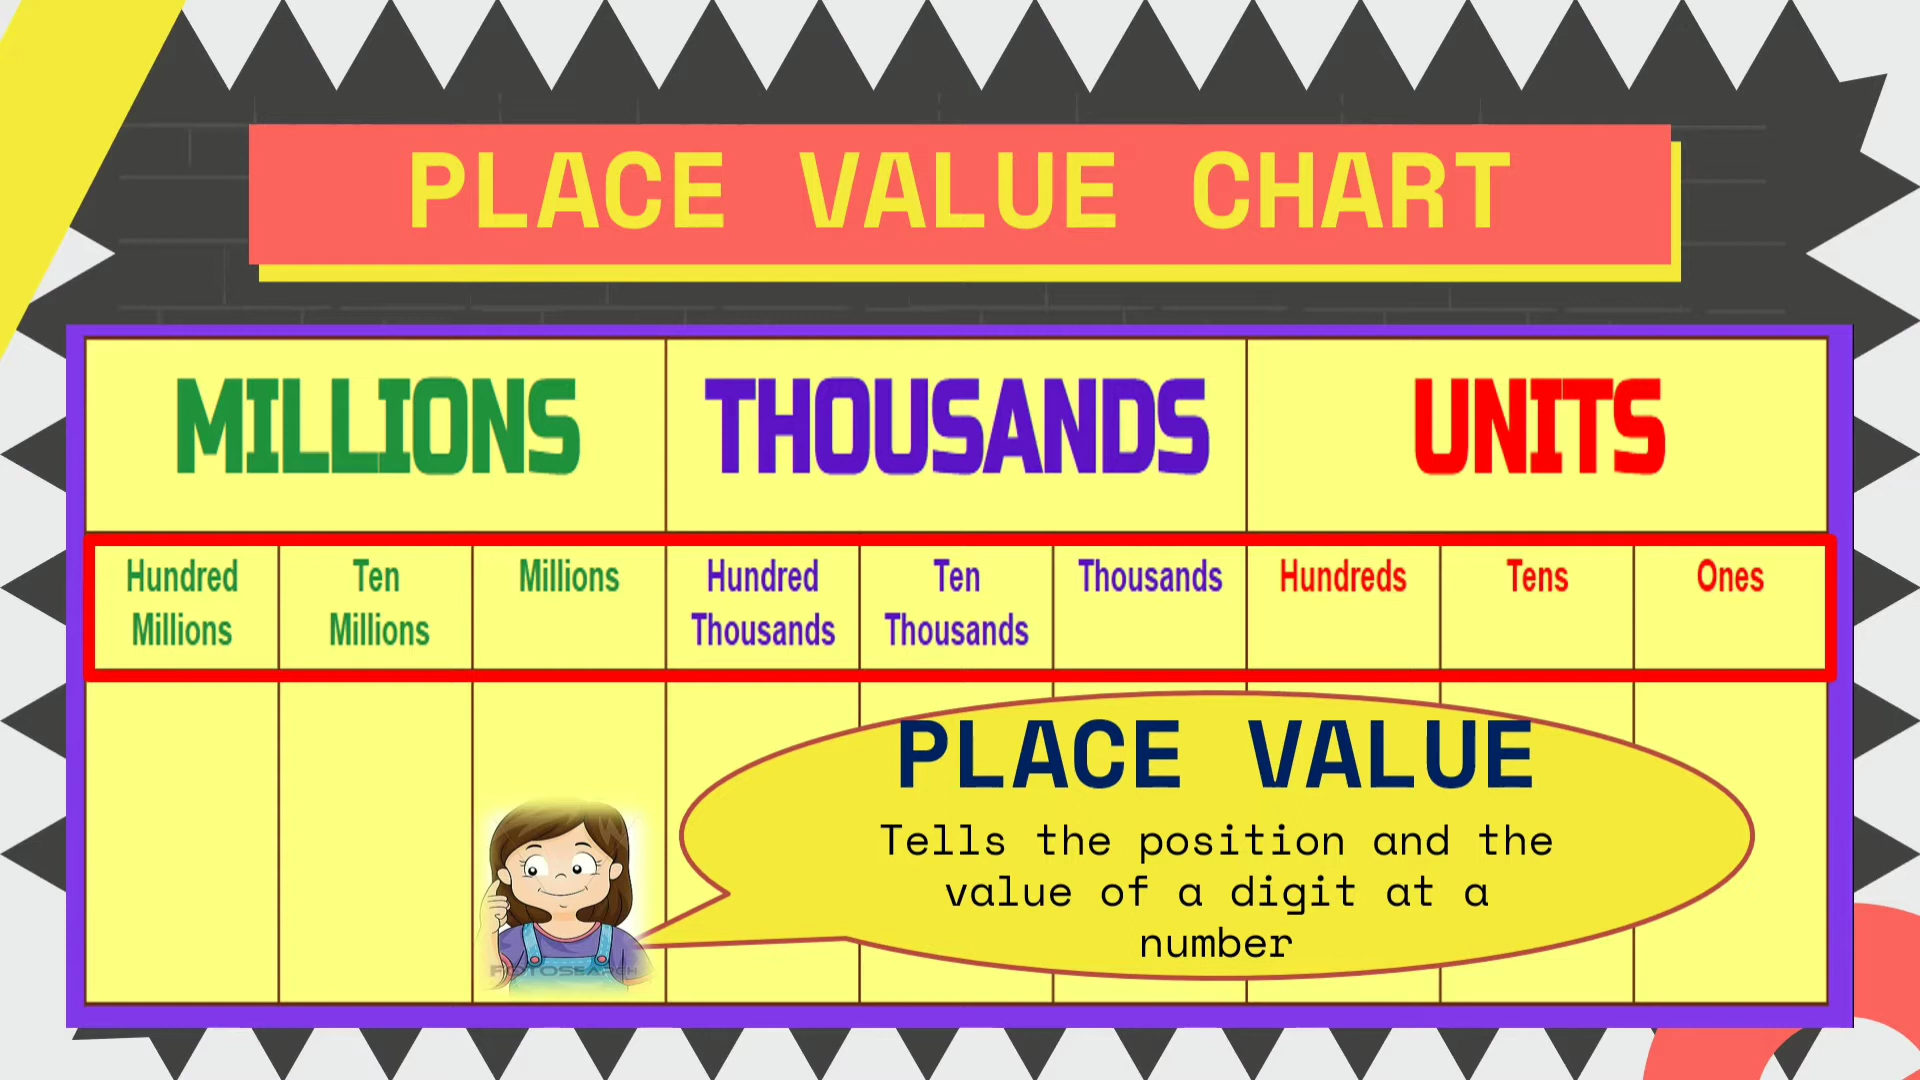 PLACE VALUE CHART
MILLIONS THOUSANDS UNITS
Hundred Millions Ten Millions Millions Hundred Thousands Ten Thousands Thousands Hundreds Tens Ones
PLACE VALUE
Tells the position and the
value of a digit at a
number
FOTOSEARCH